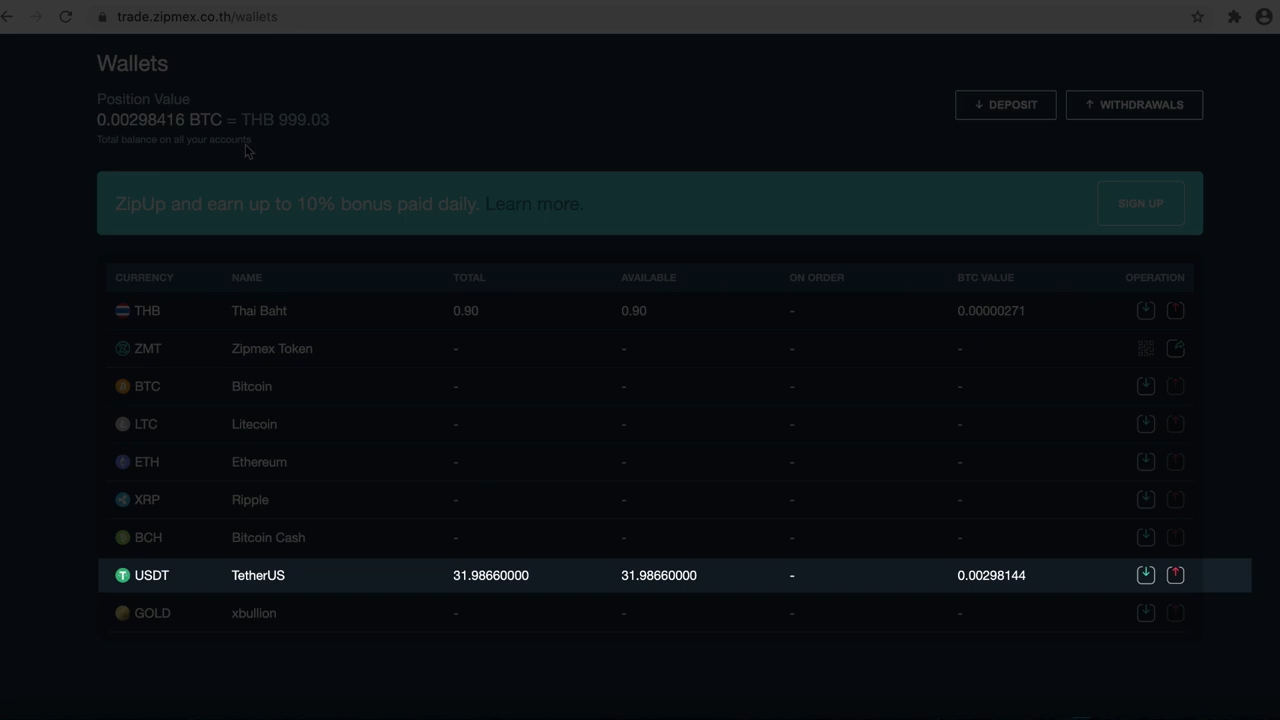 trade.zipmex.co.th/wallets
Wallets
Position Value
0.00298416 BTC = THB 999.03
Total balance on all your accounts
DEPOSIT
WITHDRAWALS
ZipUp and earn up to 10% bonus paid daily. Learn more.
SIGN UP
CURRENCY NAME TOTAL AVAILABLE ON ORDER BTC VALUE OPERATION
THB Thai Baht 0.90 0.90 - 0.00000271
ZMT Zipmex Token - - - -
BTC Bitcoin - - - -
LTC Litecoin - - - -
ETH Ethereum - - - -
XRP Ripple - - - -
BCH Bitcoin Cash - - - -
USDT TetherUS 31.98660000 31.98660000 - 0.00298144
GOLD xbullion - - - -